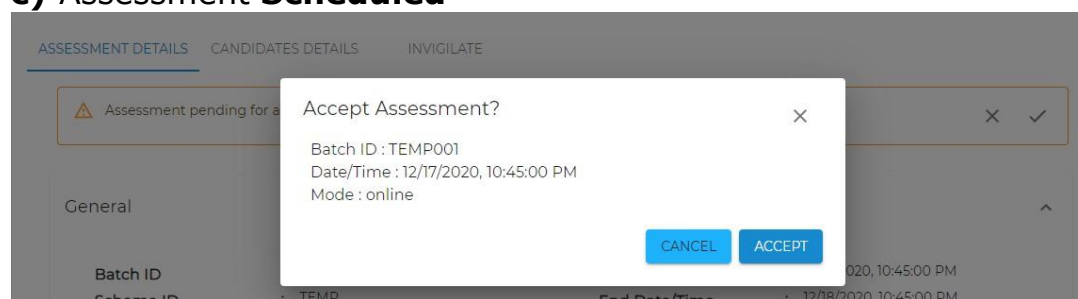 c) Assessment Scheduled
ASSESSMENT DETAILS CANDIDATES DETAILS INVIGILATE
Assessment pending for a
Accept Assessment?
Batch ID : TEMP001
Date/Time : 12/17/2020, 10:45:00 PM
Mode : online
General
CANCEL ACCEPT
Batch ID 020, 10:45:00 PM
Scheme ID : TEMP End Date/Time : 12/18/2020, 10:45:00 PM